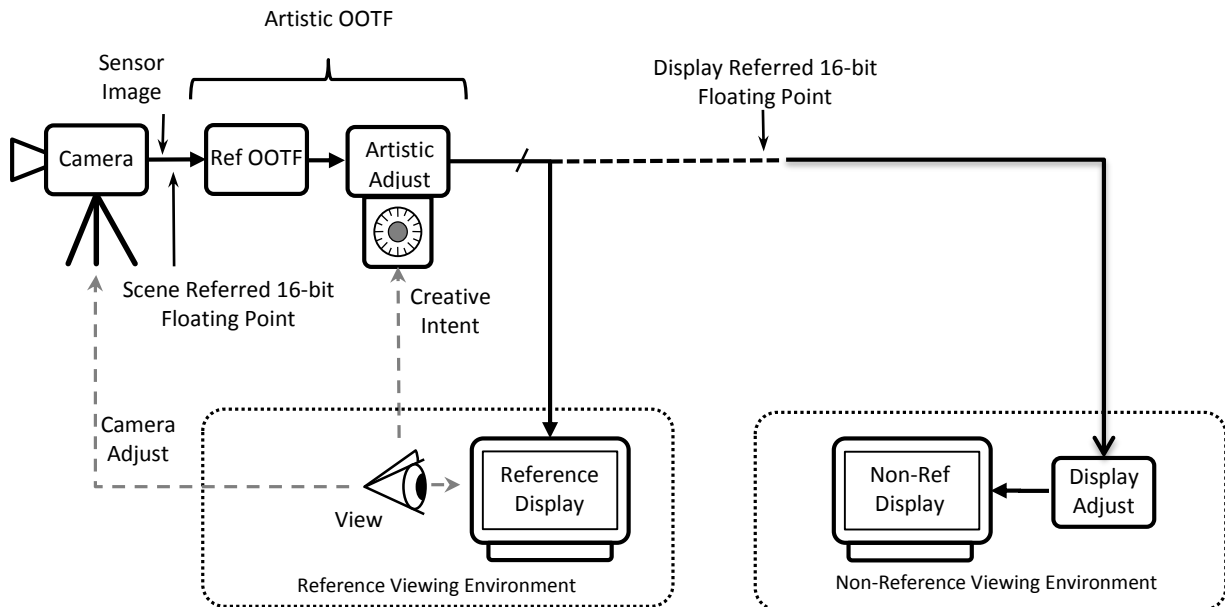 Artistic OOTF
Sensor
Image
Display Referred 16-bit
Floating Point
Camera
Ref OOTF
Artistic
Adjust
Scene Referred 16-bit
Floating Point
Creative
Intent
Camera
Adjust
View
Reference
Display
Reference Viewing Environment
Non-Ref
Display
Display
Adjust
Non-Reference Viewing Environment